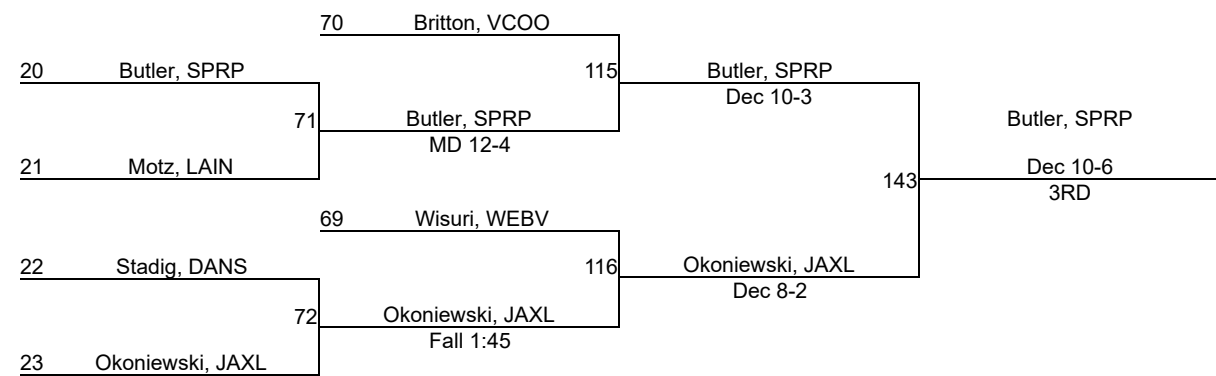 70 Britton, VCOO
20 Butler, SPRP
115 Butler, SPRP
Dec 10-3
71 Butler, SPRP
MD 12-4
Butler, SPRP
21 Motz, LAIN
143 Dec 10-6
3RD
69 Wisuri, WEBV
22 Stadig, DANS
116 Okoniewski, JAXL
Dec 8-2
72 Okoniewski, JAXL
Fall 1:45
23 Okoniewski, JAXL